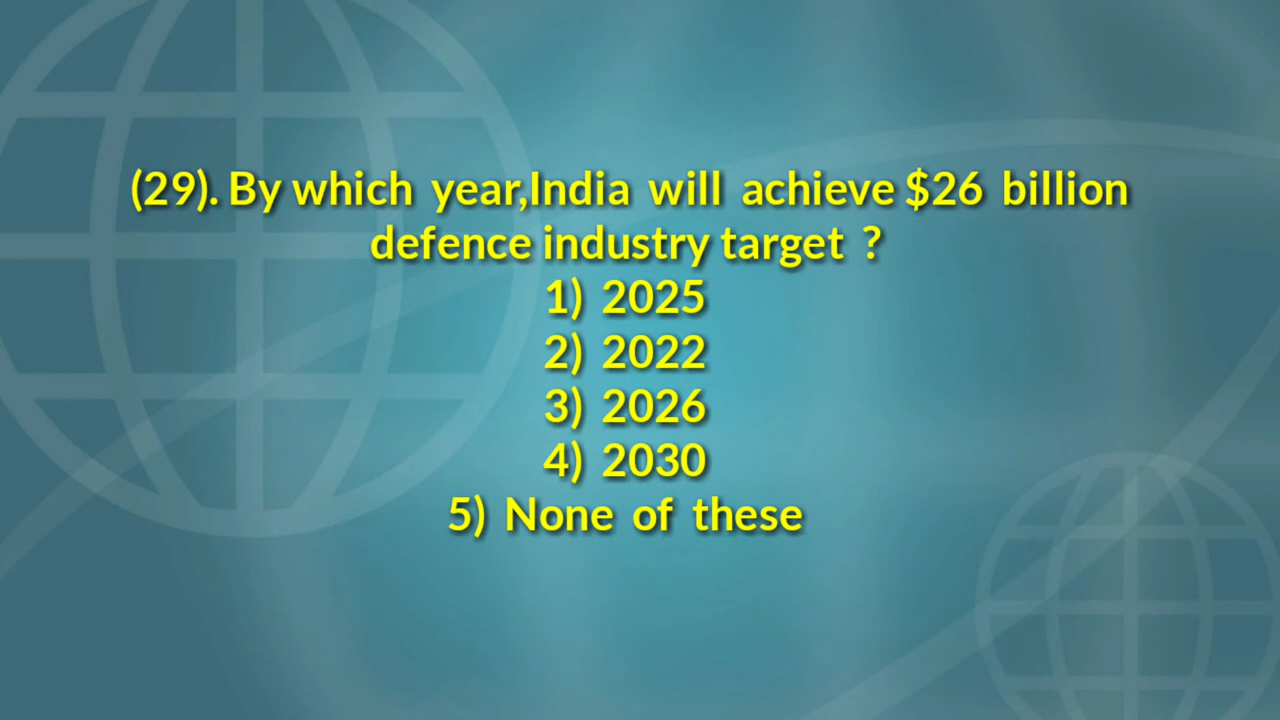 (29). By which year,India will achieve $26 billion
defence industry target ?
1) 2025
2) 2022
3) 2026
4) 2030
5) None of these